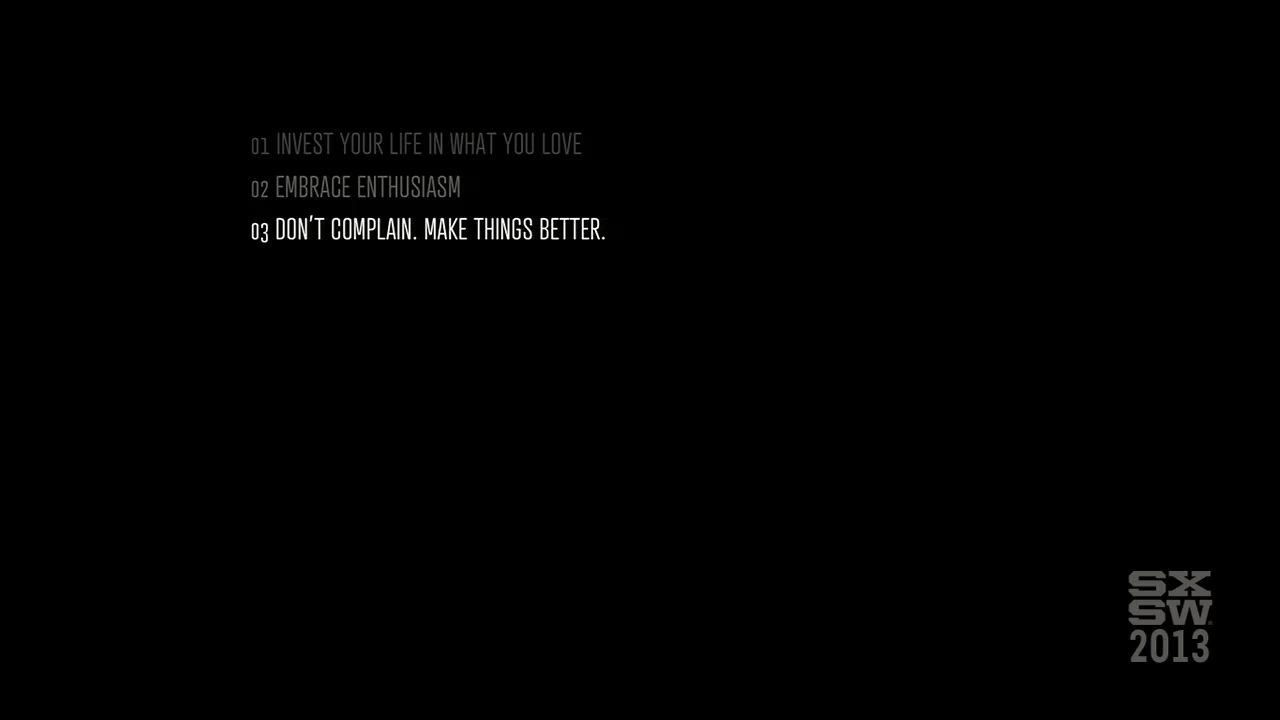 01 INVEST YOUR LIFE IN WHAT YOU LOVE
02 EMBRACE ENTHUSIASM
03 DON'T COMPLAIN. MAKE THINGS BETTER.
SX
SW®
2013